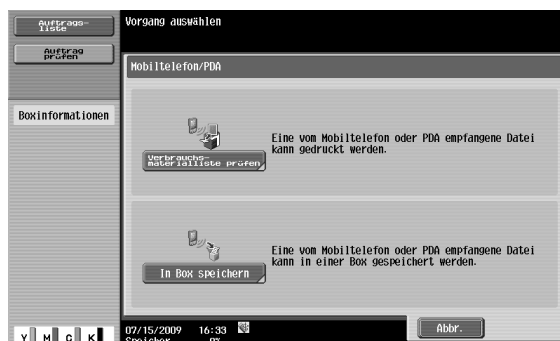 Auftrags-
liste
Auftrag
prüfen
Boxinformationen
Vorgang auswählen
Mobiltelefon/PDA
Verbrauchs-
materialliste prüfen
Eine vom Mobiltelefon oder PDA empfangene Datei
kann gedruckt werden.
In Box speichern
Eine vom Mobiltelefon oder PDA empfangene Datei
kann in einer Box gespeichert werden.
Y M C K
07/15/2009 16:33
Speicher 0%
Abbr.